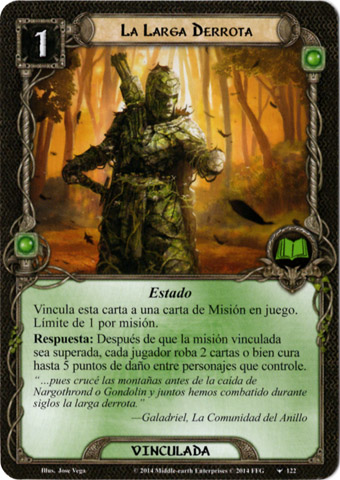 1
La Larga Derrota
Estado
Vincula esta carta a una carta de Misión en juego.
Límite de 1 por misión.
Respuesta: Después de que la misión vinculada
sea superada, cada jugador roba 2 cartas o bien cura
hasta 5 puntos de daño entre personajes que controle.
“…pues crucé las montañas antes de la caída de
Nargothrond o Gondolin y juntos hemos combatido durante
siglos la larga derrota.”
—Galadriel, La Comunidad del Anillo
VINCULADA
Illus. Jose Vega
© 2014 Middle-earth Enterprises © 2014 FFG
122